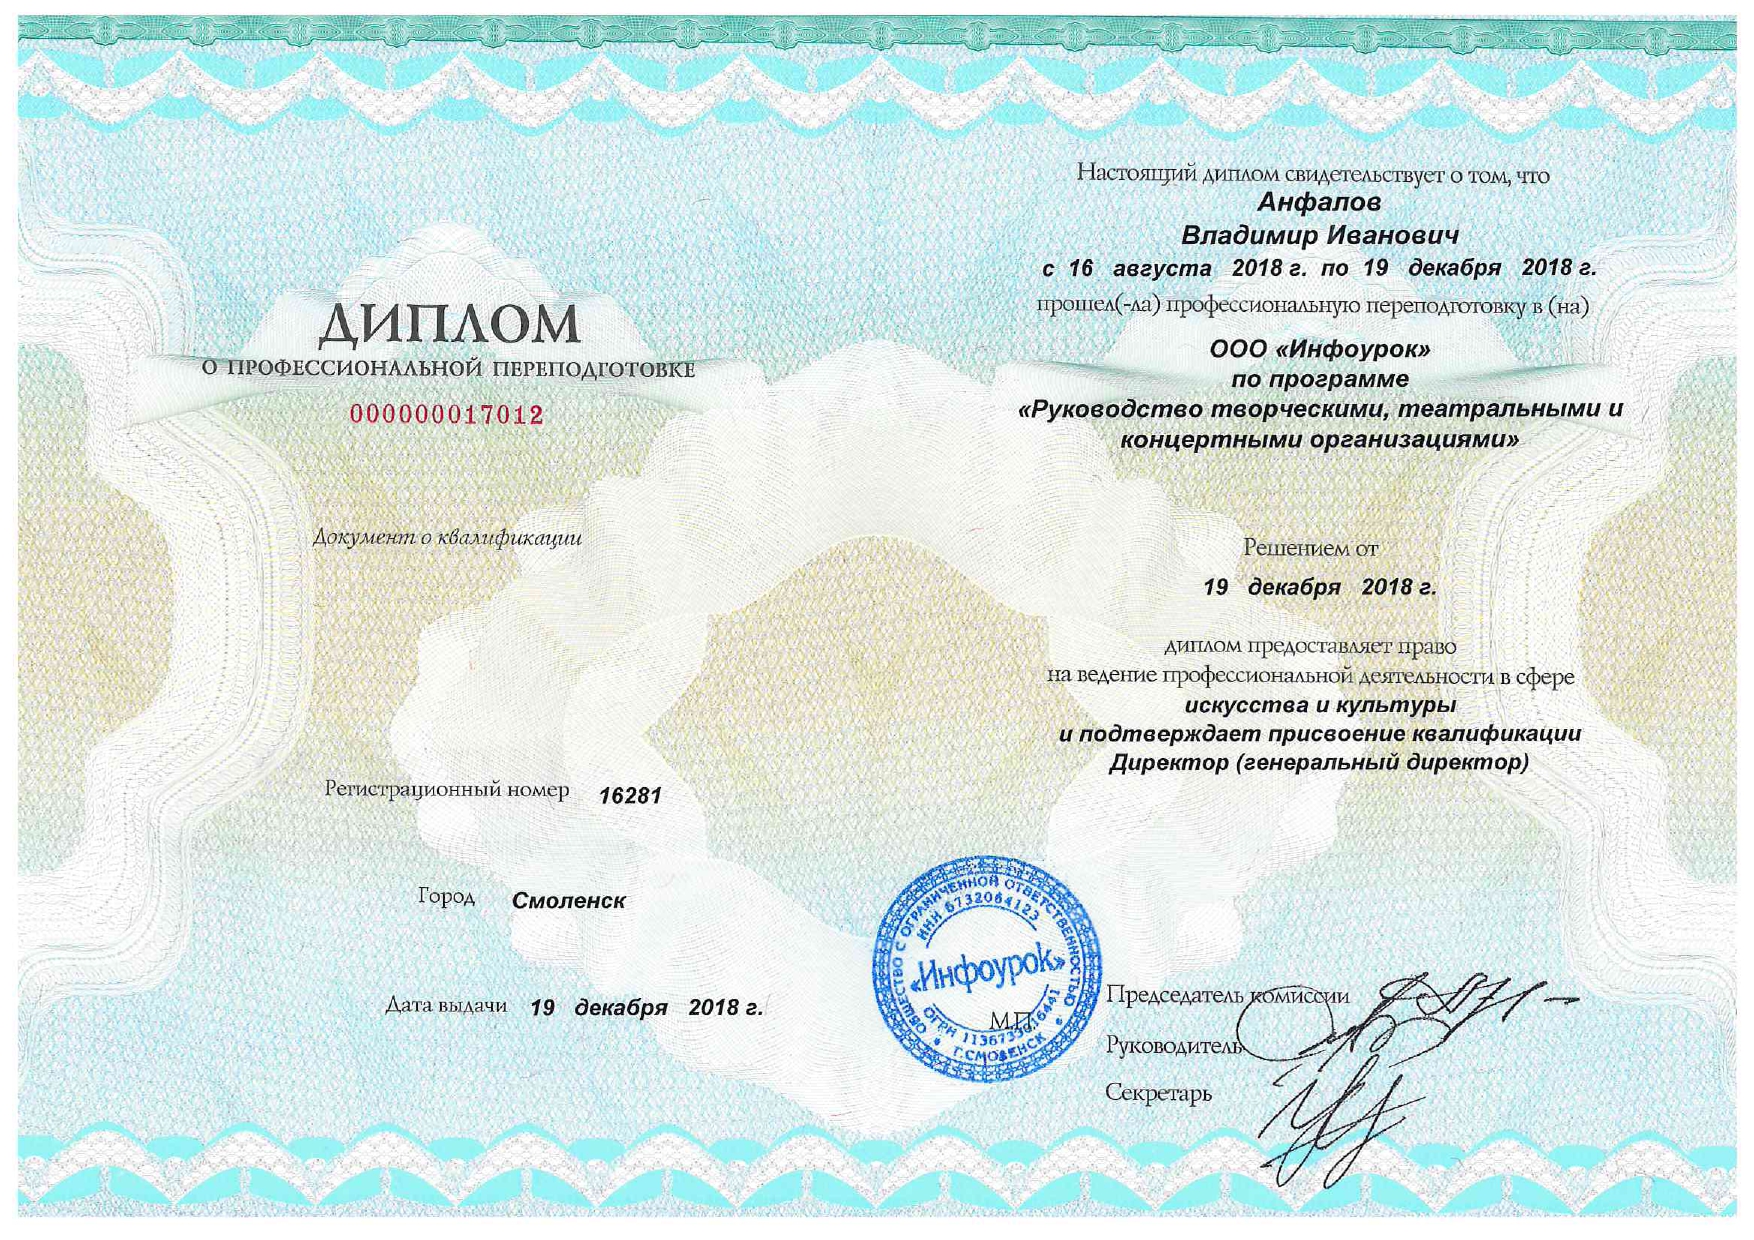 ДИПЛОМ
О ПРОФЕССИОНАЛЬНОЙ ПЕРЕПОДГОТОВКЕ
000000017012
Документ о квалификации
Регистрационный номер 16281
Город Смоленск
Дата выдачи 19 декабря 2018 г.
Настоящий диплом свидетельствует о том, что
Анфалов
Владимир Иванович
с 16 августа 2018 г. по 19 декабря 2018 г.
прошел(-ла) профессиональную переподготовку в (на)
ООО «Инфоурок»
по программе
«Руководство творческими, театральными и
концертными организациями»
Решением от
19 декабря 2018 г.
диплом предоставляет право
на ведение профессиональной деятельности в сфере
искусства и культуры
и подтверждает присвоение квалификации
Директор (генеральный директор)
ОБЩЕСТВО С ОГРАНИЧЕННОЙ ОТВЕТСТВЕННОСТЬЮ
ИНН 6732064123
«Инфоурок»
М.П.
ОГРН
Г.СМОЛЕНСК
Председатель комиссии
Руководитель
Секретарь